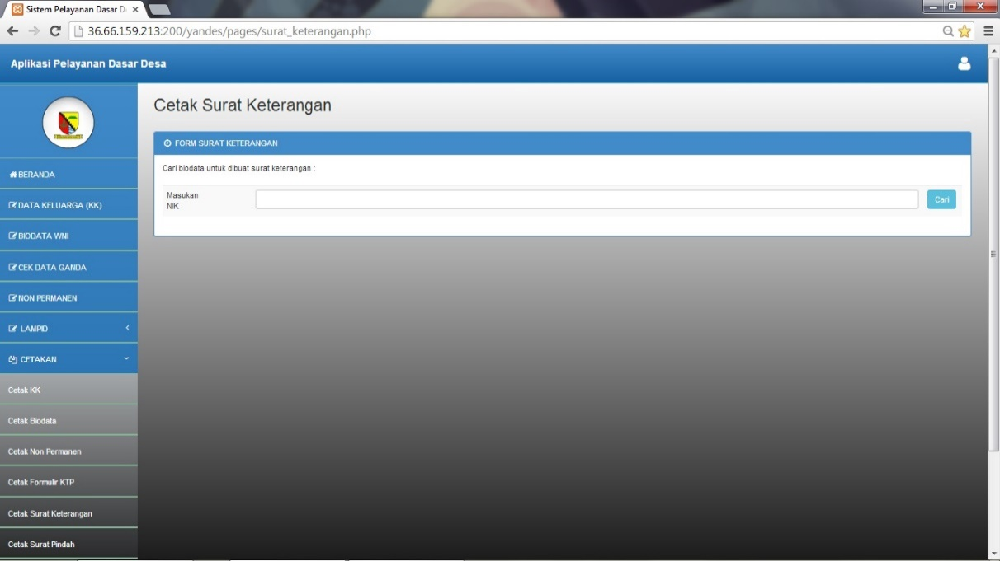 Sistem Pelayanan Dasar D
36.66.159.213:200/yandes/pages/surat_keterangan.php
Aplikasi Pelayanan Dasar Desa
Cetak Surat Keterangan
FORM SURAT KETERANGAN
Cari biodata untuk dibuat surat keterangan :
Masukan
NIK
Cari
BERANDA
DATA KELUARGA (KK)
BIODATA WNI
CEK DATA GANDA
NON PERMANEN
LAMPID
CETAKAN
Cetak KK
Cetak Biodata
Cetak Non Permanen
Cetak Formulir KTP
Cetak Surat Keterangan
Cetak Surat Pindah